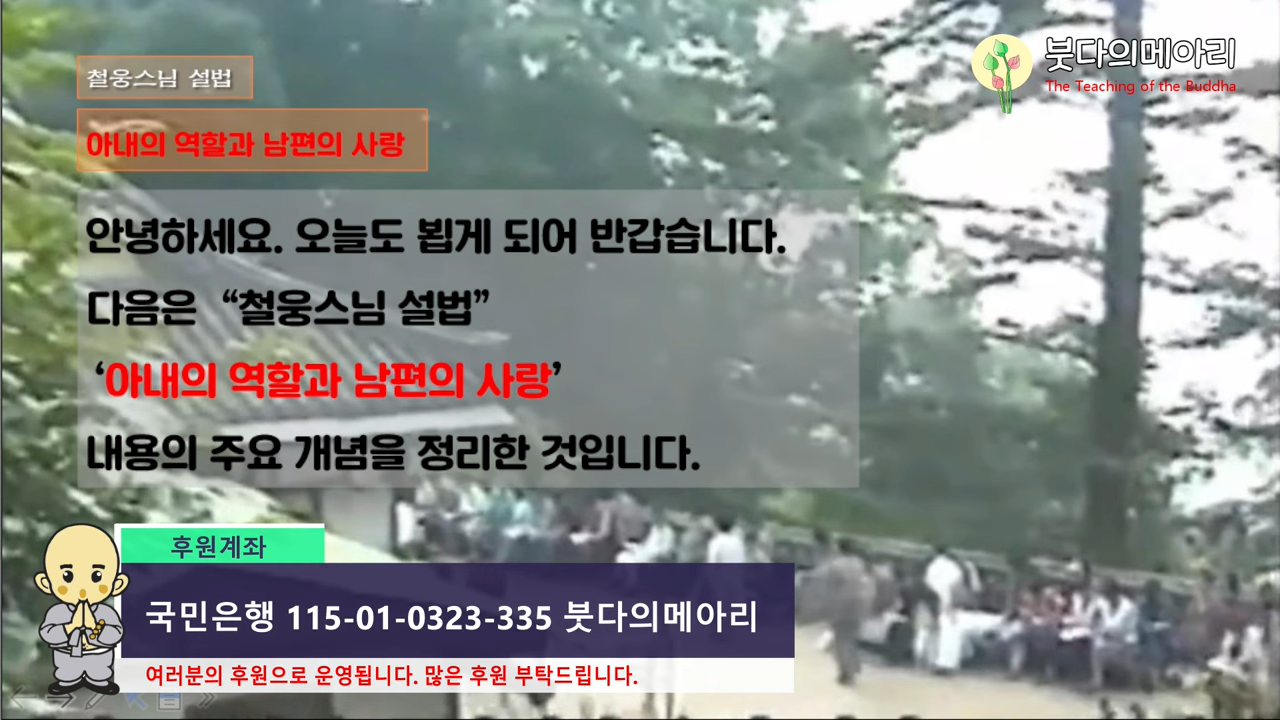 철웅스님 설법
붓다의메아리
The Teaching of the Buddha
아내의 역할과 남편의 사랑
안녕하세요. 오늘도 뵙게 되어 반갑습니다.
다음은 “철웅스님 설법”
‘아내의 역할과 남편의 사랑’
내용의 주요 개념을 정리한 것입니다.
후원계좌
국민은행 115-01-0323-335 붓다의메아리
여러분의 후원으로 운영됩니다. 많은 후원 부탁드립니다.